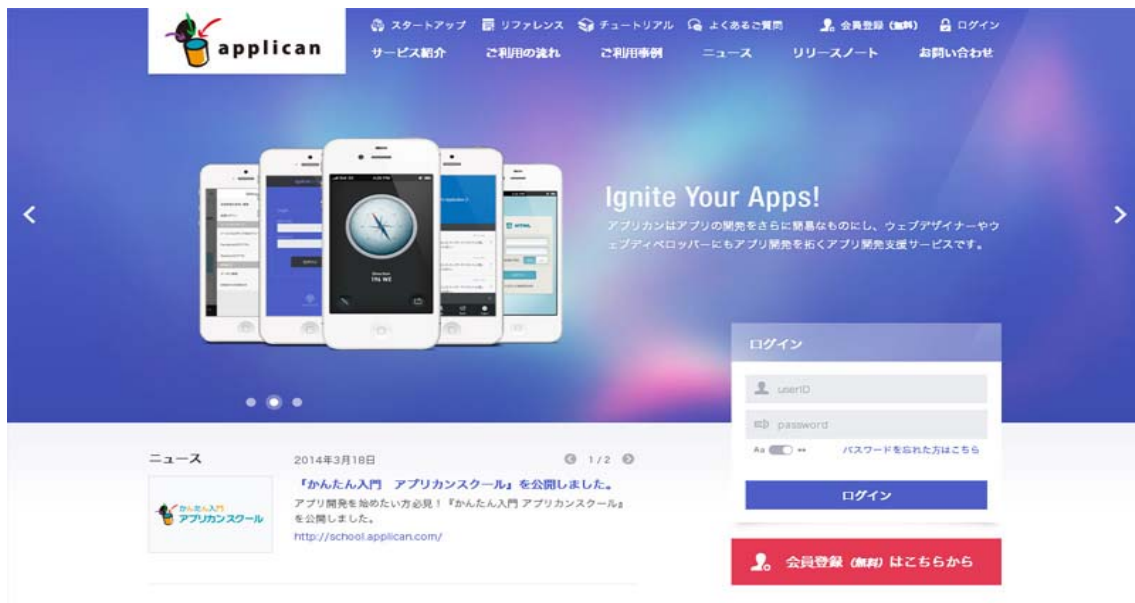 applican
スタートアップ リファレンス チュートリアル よくあるご質問 会員登録 (無料) ログイン
サービス紹介 ご利用の流れ ご利用事例 ニュース リリースノート お問い合わせ
HTML
Ignite Your Apps!
アプリカンはアプリの開発をさらに簡易なものにし、ウェブデザイナーやウ
ェブディベロッパーにもアプリ開発を拓くアプリ開発支援サービスです。
ログイン
userID
password
Aa
パスワードを忘れた方はこちら
ログイン
会員登録 (無料) はこちらから
ニュース
2014年3月18日
1/2
かんたん入門
アプリカンスクール
「かんたん入門 アプリカンスクール」を公開しました。
アプリ開発を始めたい方必見！『かんたん入門 アプリカンスクール』
を公開しました。
http://school.applican.com/